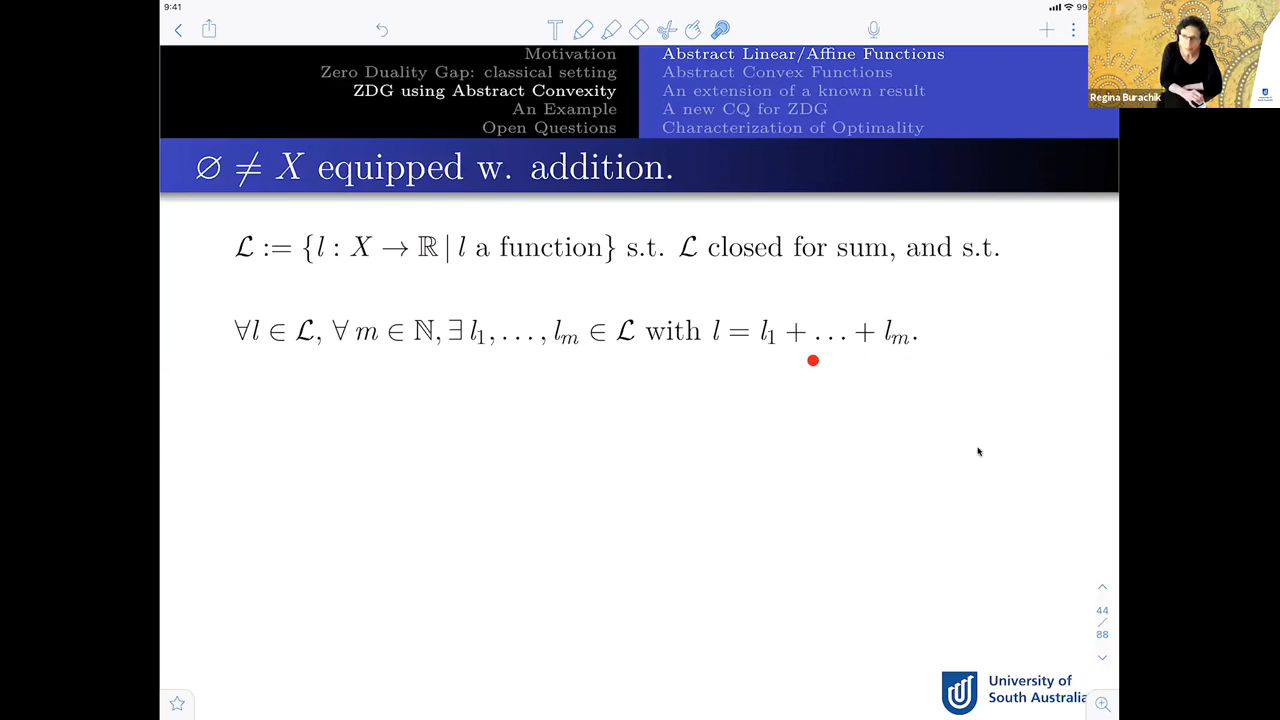 9:41
99
Motivation
Zero Duality Gap: classical setting
ZDG using Abstract Convexity
An Example
Open Questions
Abstract Linear/Affine Functions
Abstract Convex Functions
An extension of a known result
A new CQ for ZDG
Characterization of Optimality
Regina Burachik
∅ ≠ X equipped w. addition.
ℒ := {l : X → ℝ | l a function} s.t. ℒ closed for sum, and s.t.
∀l ∈ ℒ, ∀ m ∈ ℕ, ∃ l₁, . . . , lₘ ∈ ℒ with l = l₁ + . . . + lₘ.
44
/
88
University of
South Australia